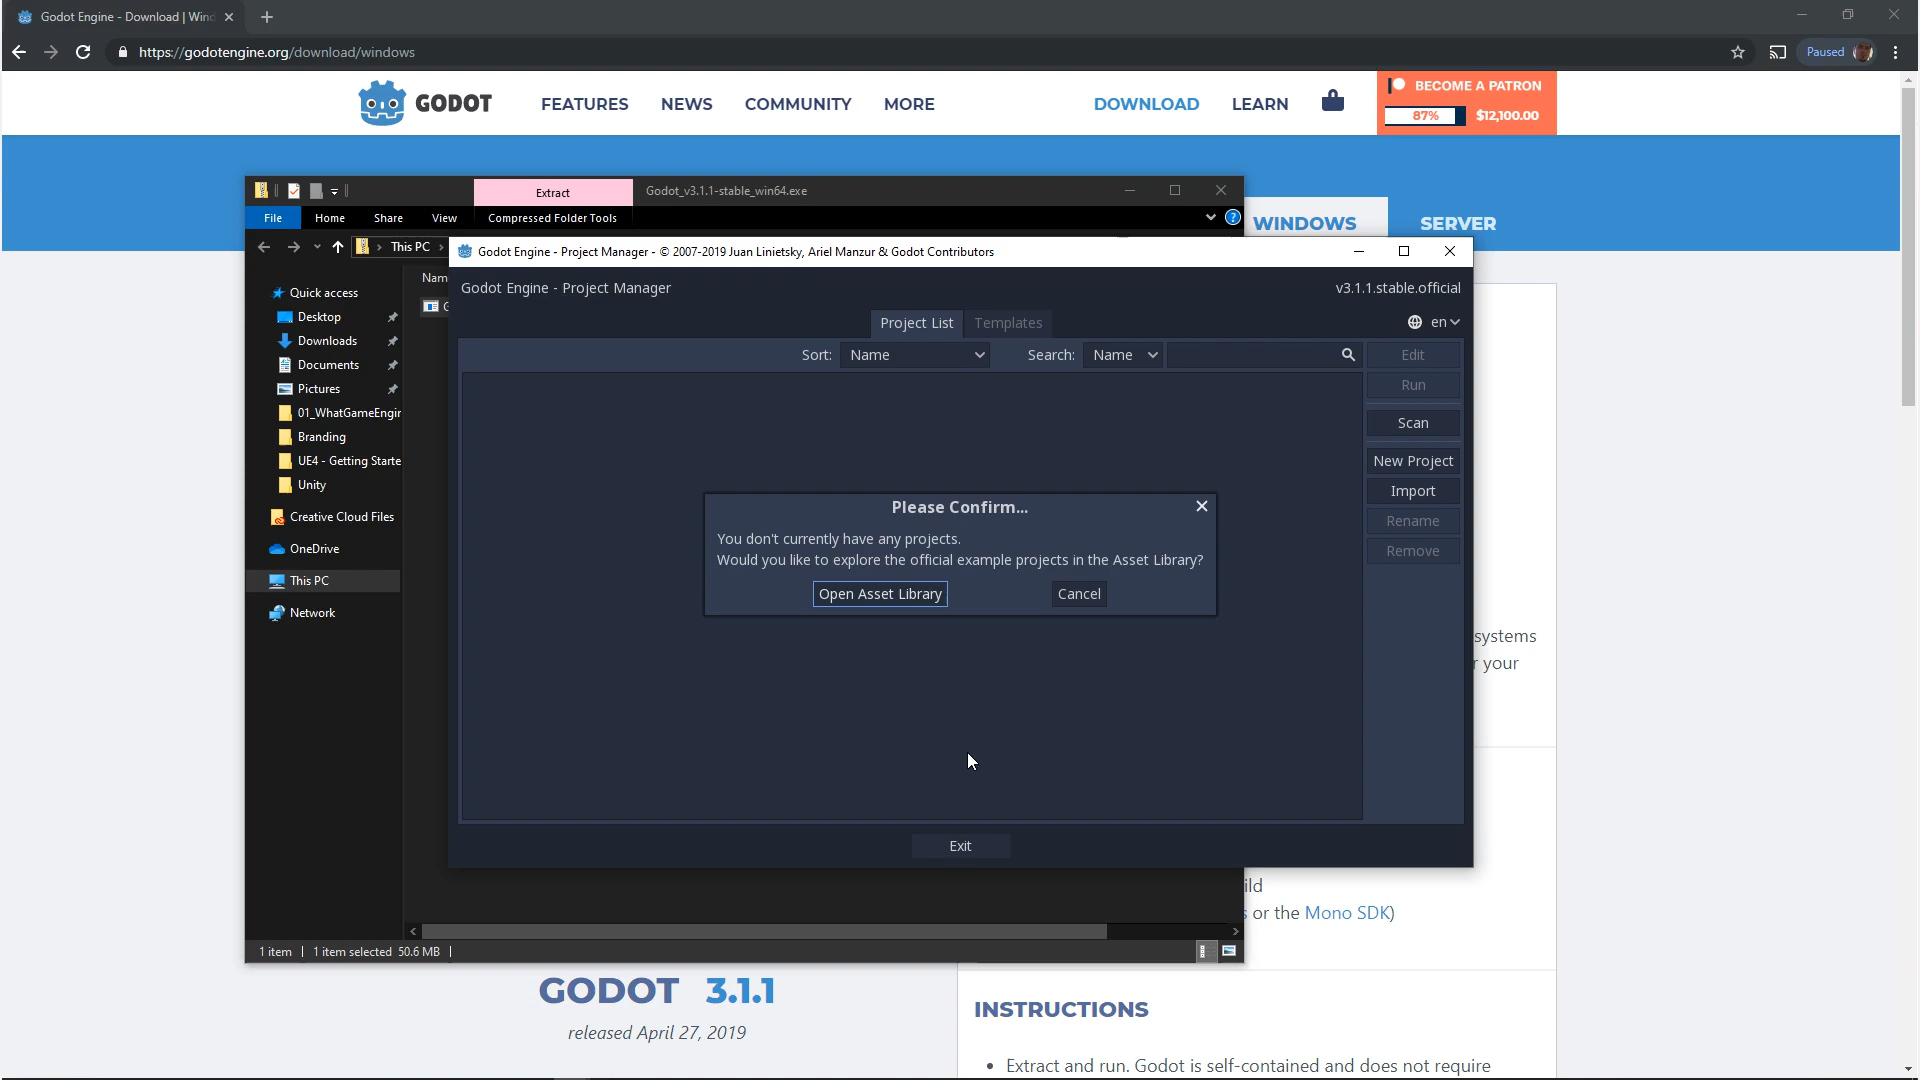 Godot Engine - Download | Wind
https://godotengine.org/download/windows
Paused
GODOT
FEATURES
NEWS
COMMUNITY
MORE
DOWNLOAD
LEARN
BECOME A PATRON
87%
$12,100.00
WINDOWS
SERVER
Extract
Godot_v3.1.1-stable_win64.exe
File
Home
Share
View
Compressed Folder Tools
This PC
Nam
Quick access
Desktop
Downloads
Documents
Pictures
01_WhatGameEngir
Branding
UE4 - Getting Starte
Unity
Creative Cloud Files
OneDrive
This PC
Network
1 item
1 item selected 50.6 MB
Godot Engine - Project Manager - © 2007-2019 Juan Linietsky, Ariel Manzur & Godot Contributors
Godot Engine - Project Manager
v3.1.1.stable.official
Project List
Templates
en
Sort:
Name
Search:
Name
Edit
Run
Scan
New Project
Import
Rename
Remove
Please Confirm...
You don't currently have any projects.
Would you like to explore the official example projects in the Asset Library?
Open Asset Library
Cancel
Exit
systems
r your
ild
s or the Mono SDK)
GODOT 3.1.1
released April 27, 2019
INSTRUCTIONS
• Extract and run. Godot is self-contained and does not require